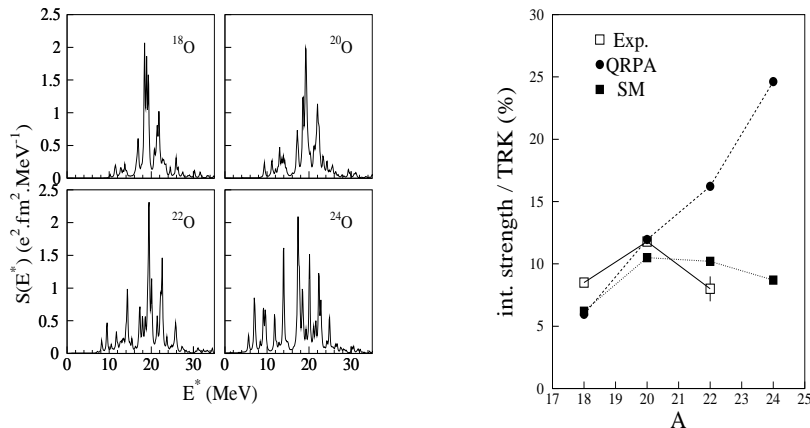 S(E*) (e².fm².MeV⁻¹)
2.5
2
1.5
1
0.5
0
¹⁸O
²⁰O
2
1.5
1
0.5
0
²²O
²⁴O
0 10 20 30 0 10 20 30
E* (MeV)
int. strength / TRK (%)
30
25
20
15
10
5
0
Exp.
QRPA
SM
17 18 19 20 21 22 23 24 25
A